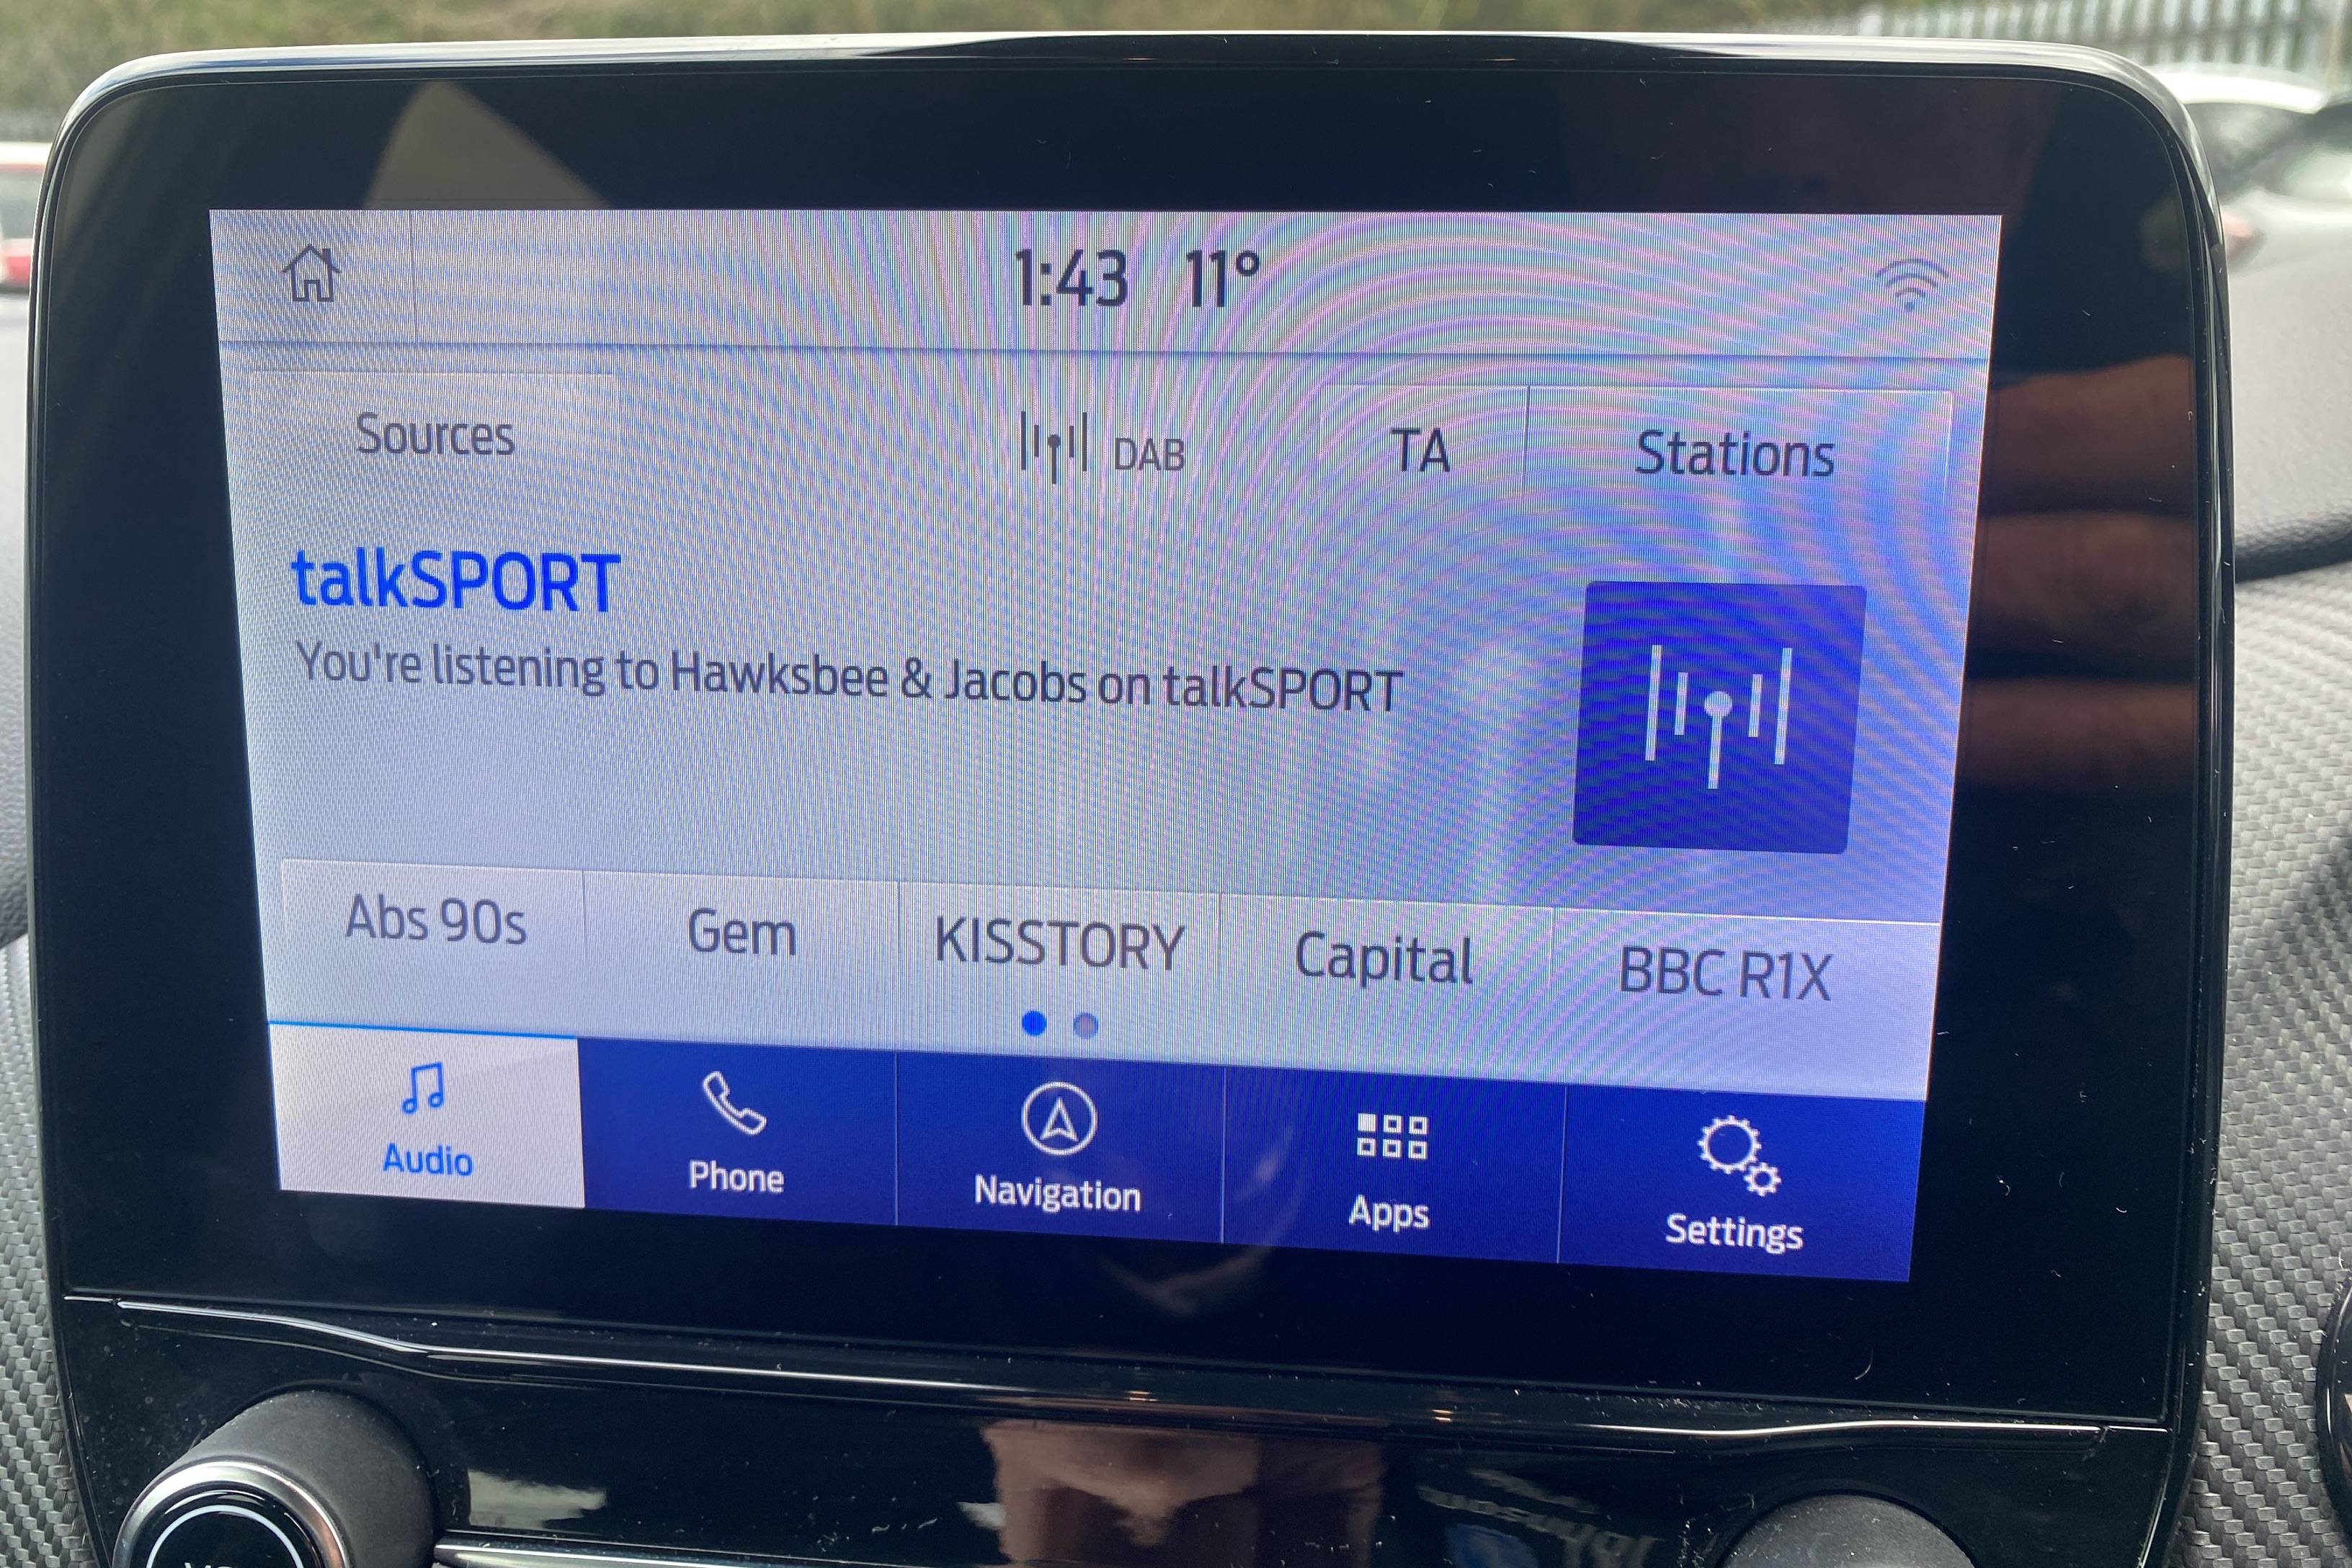 1:43 11°
Sources DAB TA Stations
talkSPORT
You're listening to Hawksbee & Jacobs on talkSPORT
Abs 90s Gem KISSTORY Capital BBC R1X
Audio Phone Navigation Apps Settings